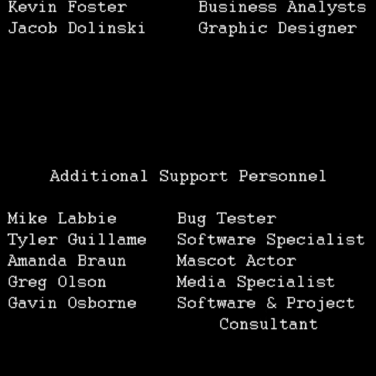 Kevin Foster Business Analysts
Jacob Dolinski Graphic Designer
Additional Support Personnel
Mike Labbie Bug Tester
Tyler Guillame Software Specialist
Amanda Braun Mascot Actor
Greg Olson Media Specialist
Gavin Osborne Software & Project
Consultant